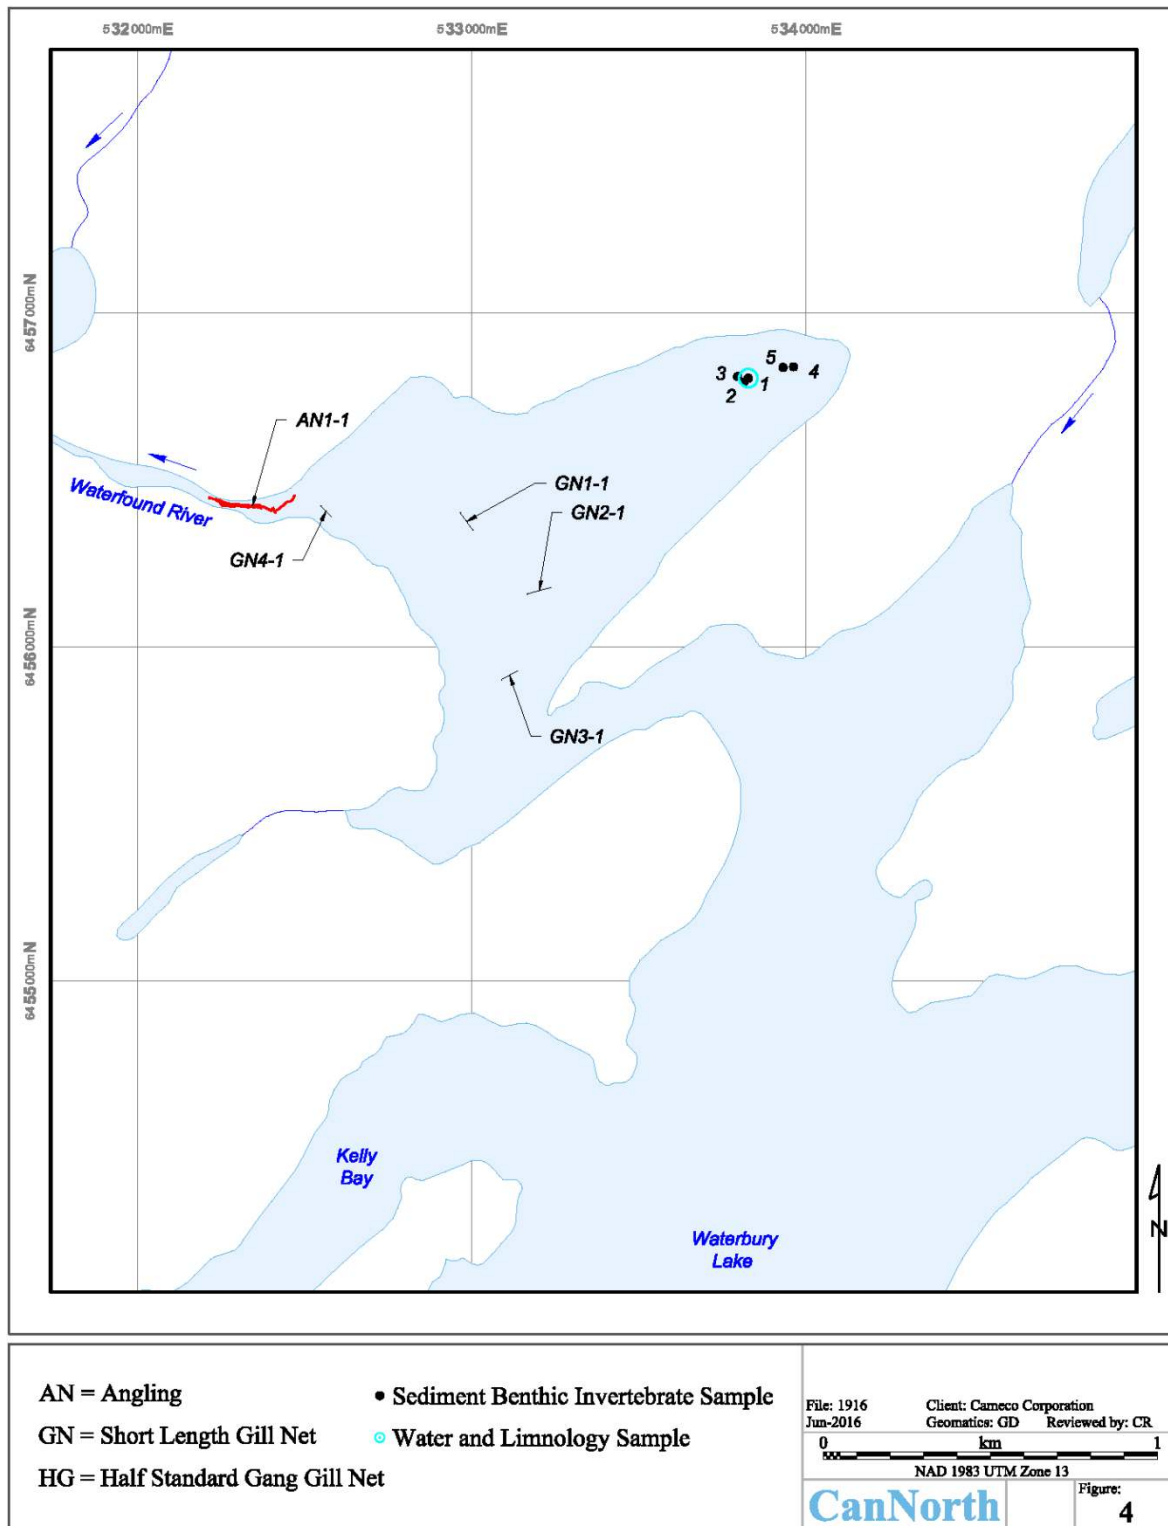 532000mE 533000mE 534000mE
6457000mN
6456000mN
6455000mN
5
3 4
1
2
AN1-1
GN1-1
GN2-1
Waterfound River
GN4-1
GN3-1
Kelly
Bay
Waterbury
Lake
N
AN = Angling
GN = Short Length Gill Net
HG = Half Standard Gang Gill Net
Sediment Benthic Invertebrate Sample
Water and Limnology Sample
File: 1916 Client: Cameco Corporation
Jun-2016 Geomatics: GD Reviewed by: CR
0 km 1
NAD 1983 UTM Zone 13
CanNorth
Figure:
4